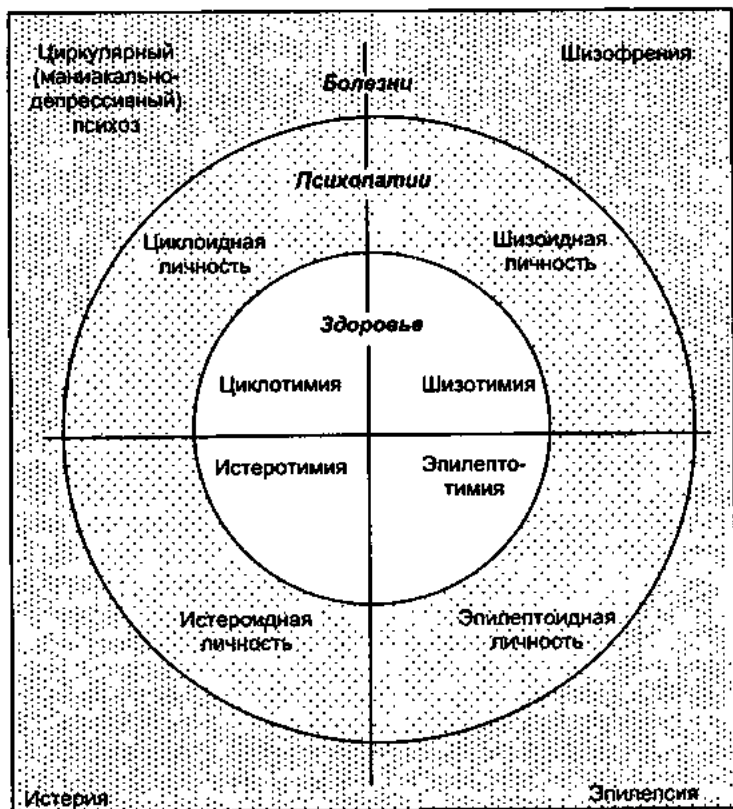 Циркулярный
(маниакально-
депрессивный)
психоз
Шизофрения
Болезни
Психопатии
Циклоидная
личность
Шизоидная
личность
Здоровье
Циклотимия
Шизотимия
Истеротимия
Эпилепто-
тимия
Истероидная
личность
Эпилептоидная
личность
Истерия
Эпилепсия